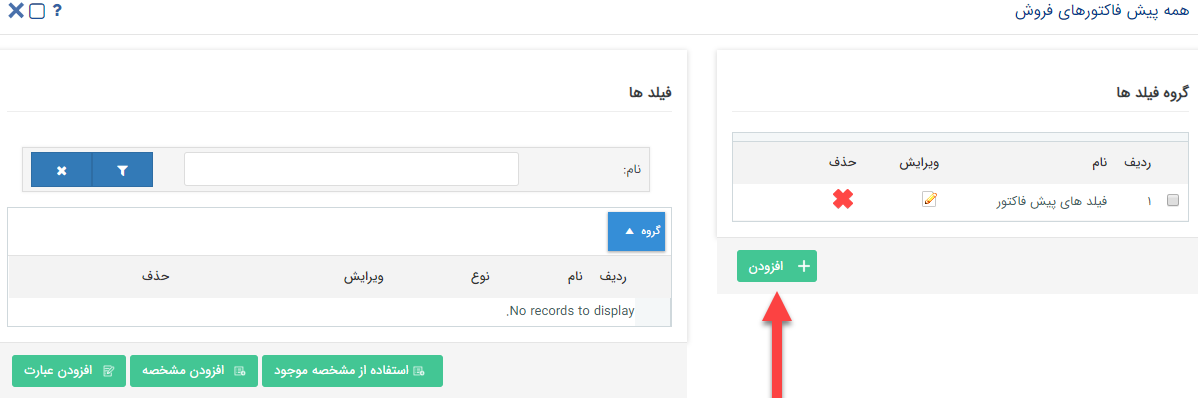 همه پیش فاکتورهای فروش
?
گروه فیلد ها
ردیف نام ویرایش حذف
۱ فیلد های پیش فاکتور
افزودن
فیلد ها
نام:
گروه
ردیف نام نوع ویرایش حذف
No records to display.
استفاده از مشخصه موجود
افزودن مشخصه
افزودن عبارت